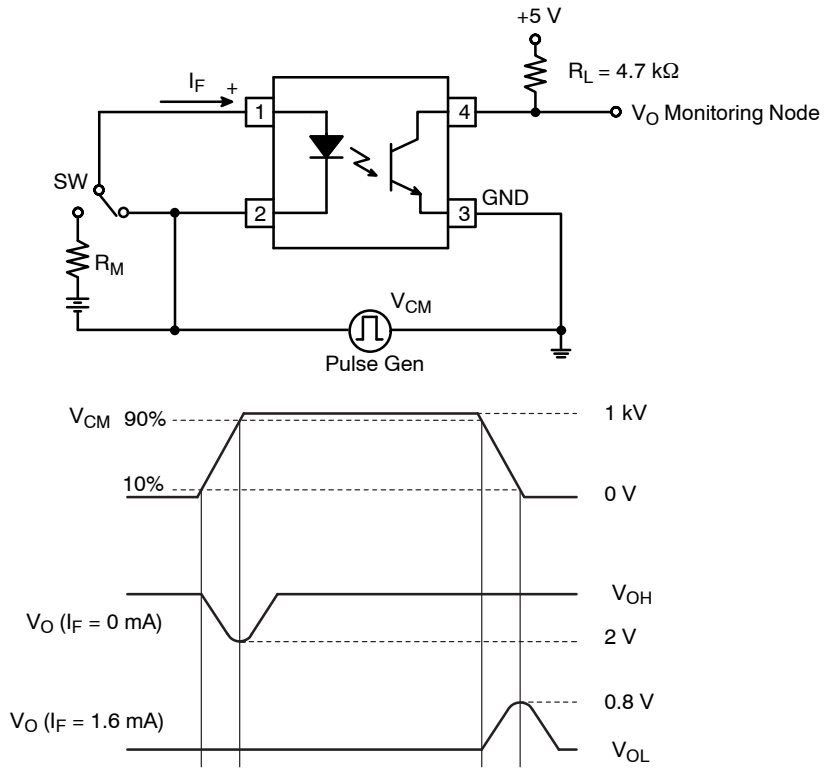 +5 V
R_L = 4.7 kΩ
I_F +
1
4
V_O Monitoring Node
SW
2
3
GND
R_M
V_CM
Pulse Gen
V_CM 90%
1 kV
10%
0 V
V_OH
V_O (I_F = 0 mA)
2 V
0.8 V
V_O (I_F = 1.6 mA)
V_OL